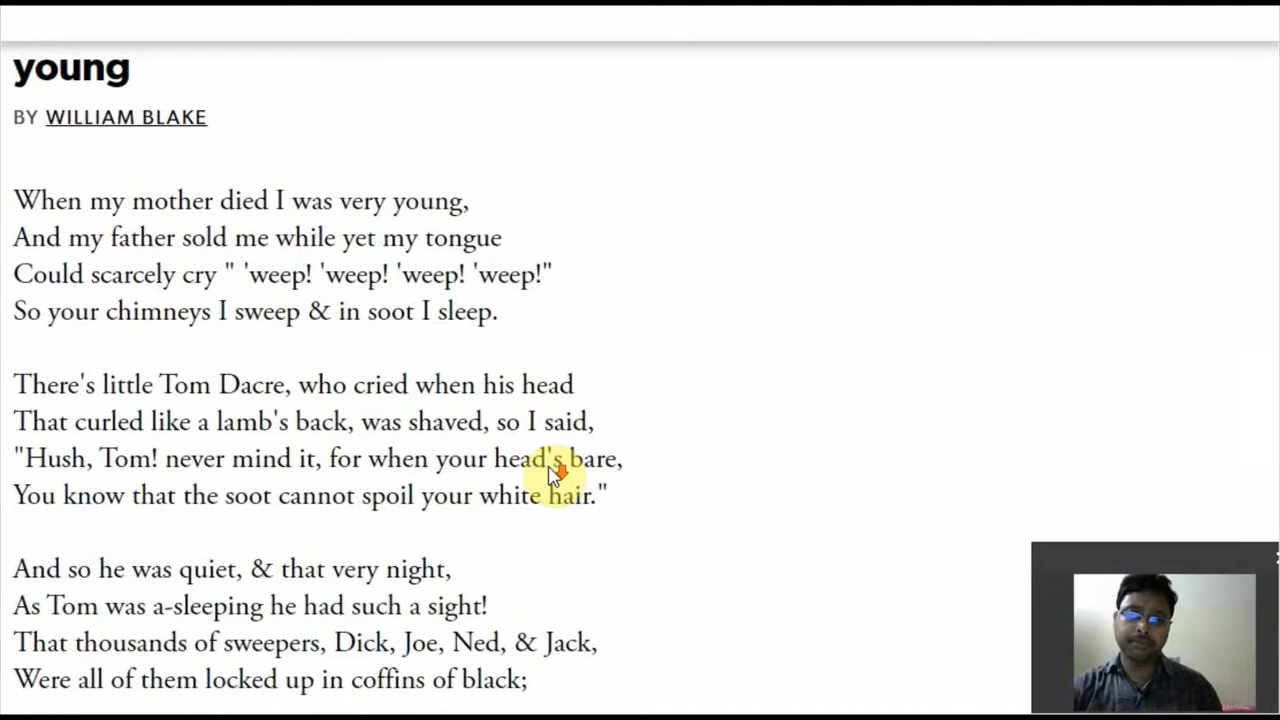 young
BY WILLIAM BLAKE
When my mother died I was very young,
And my father sold me while yet my tongue
Could scarcely cry " 'weep! 'weep! 'weep! 'weep!"
So your chimneys I sweep & in soot I sleep.
There's little Tom Dacre, who cried when his head
That curled like a lamb's back, was shaved, so I said,
"Hush, Tom! never mind it, for when your head's bare,
You know that the soot cannot spoil your white hair."
And so he was quiet, & that very night,
As Tom was a-sleeping he had such a sight!
That thousands of sweepers, Dick, Joe, Ned, & Jack,
Were all of them locked up in coffins of black;